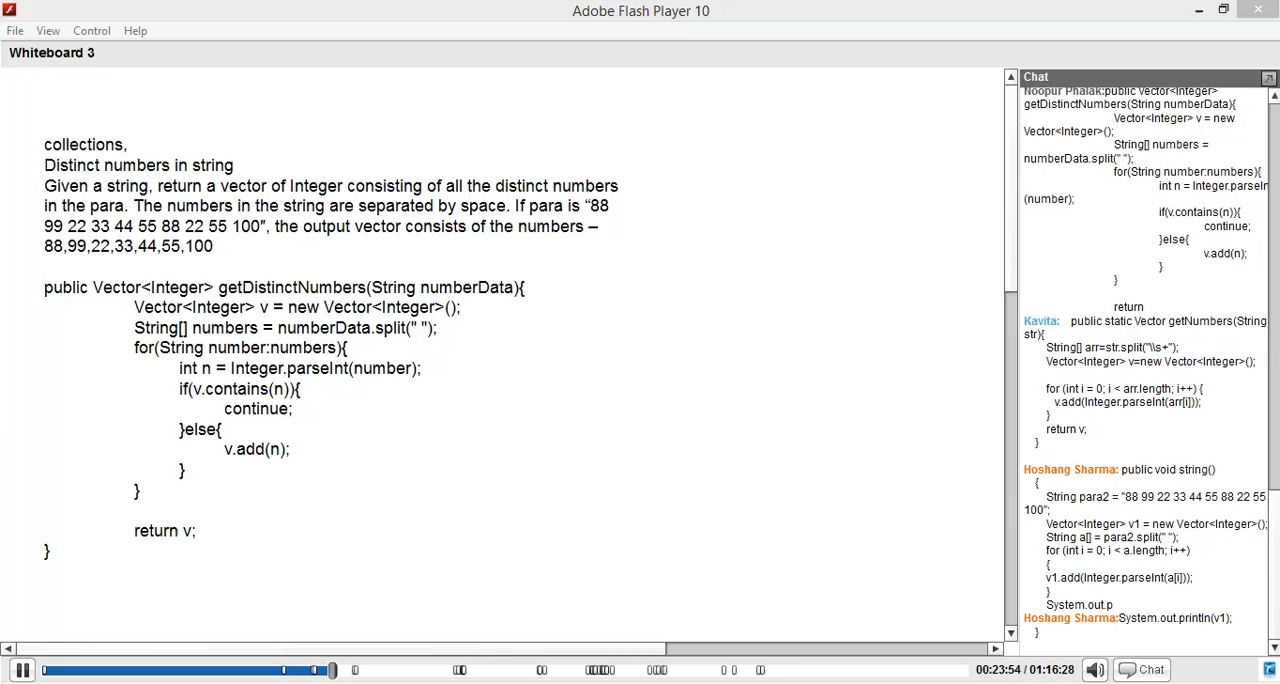 Adobe Flash Player 10
File View Control Help
Whiteboard 3
collections,
Distinct numbers in string
Given a string, return a vector of Integer consisting of all the distinct numbers
in the para. The numbers in the string are separated by space. If para is “88
99 22 33 44 55 88 22 55 100″, the output vector consists of the numbers –
88,99,22,33,44,55,100
public Vector<Integer> getDistinctNumbers(String numberData){
Vector<Integer> v = new Vector<Integer>();
String[] numbers = numberData.split(" ");
for(String number:numbers){
int n = Integer.parseInt(number);
if(v.contains(n)){
continue;
}else{
v.add(n);
}
}
return v;
}
Chat
Noopur Phalak:public Vector<Integer>
getDistinctNumbers(String numberData){
Vector<Integer> v = new
Vector<Integer>();
String[] numbers =
numberData.split(" ");
for(String number:numbers){
int n = Integer.parseIn
(number);
if(v.contains(n)){
continue;
}else{
v.add(n);
}
}
return
Kavita: public static Vector getNumbers(String
str){
String[] arr=str.split("\\s+");
Vector<Integer> v=new Vector<Integer>();
for (int i = 0; i < arr.length; i++) {
v.add(Integer.parseInt(arr[i]));
}
return v;
}
Hoshang Sharma: public void string()
{
String para2 = "88 99 22 33 44 55 88 22 55
100";
Vector<Integer> v1 = new Vector<Integer>();
String a[] = para2.split(" ");
for (int i = 0; i < a.length; i++)
{
v1.add(Integer.parseInt(a[i]));
}
System.out.p
Hoshang Sharma:System.out.println(v1);
}
00:23:54 / 01:16:28
Chat